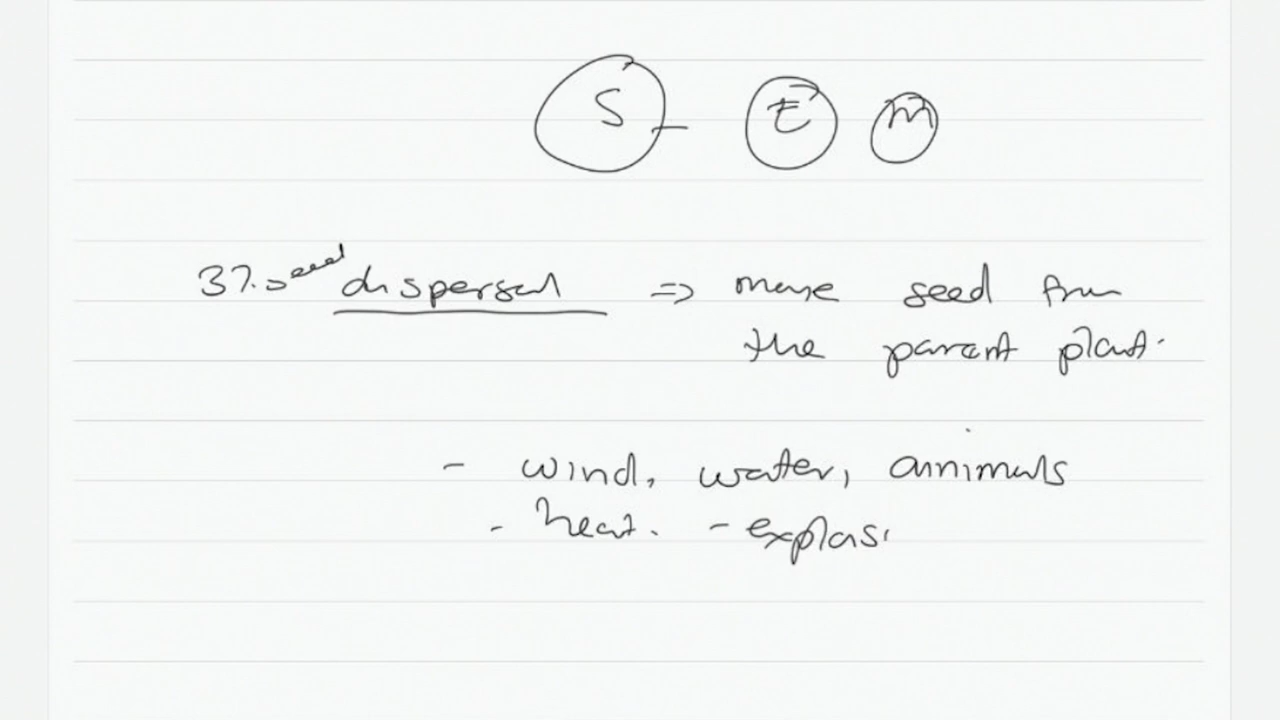 S E m
37. seed dispersal => move seed from
the parent plant.
- wind, water, animals
- heat. - explosi